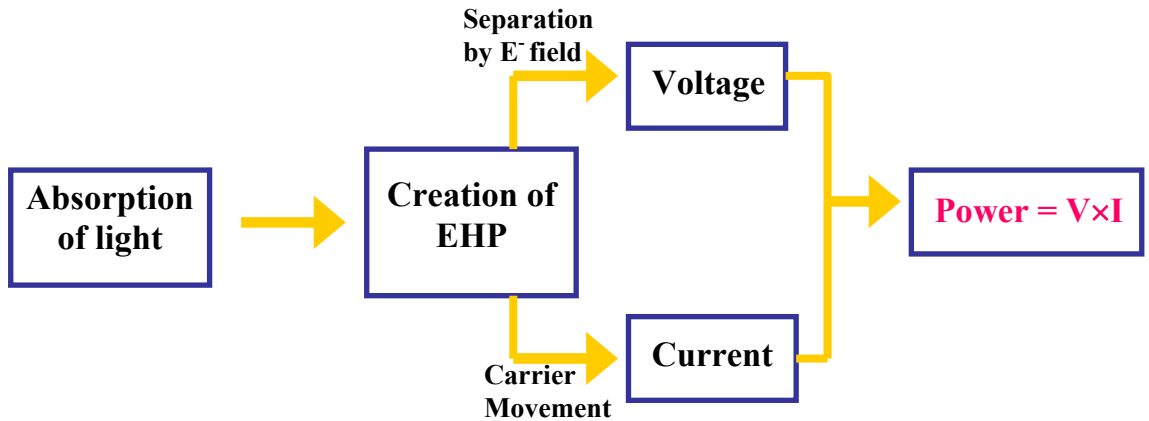 Separation
by E⁻ field
Voltage
Absorption
of light
Creation of
EHP
Power = V×I
Current
Carrier
Movement